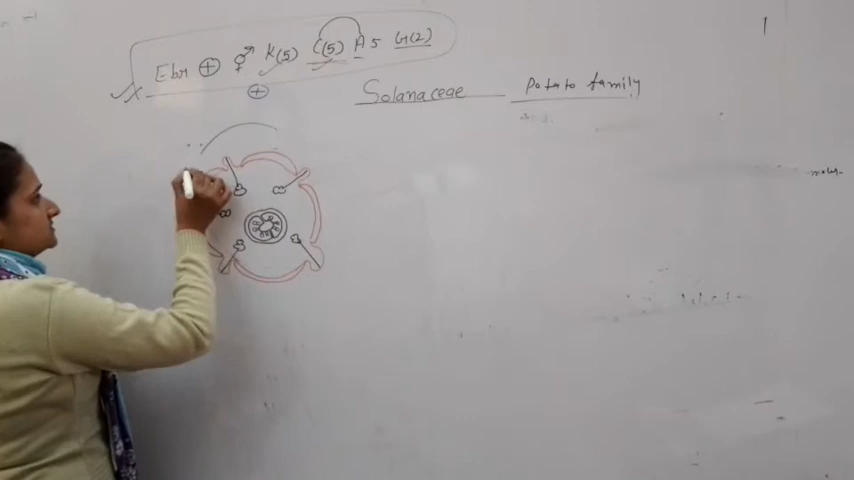 Ebr ⊕ ⚥ K(5) C(5) A5 G(2)
⊕
Solanaceae Potato family